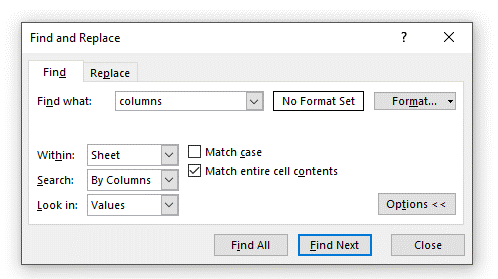 Find and Replace ?
Find Replace
Find what: columns No Format Set Format...
Within: Sheet Match case
Search: By Columns Match entire cell contents
Look in: Values Options <<
Find All Find Next Close